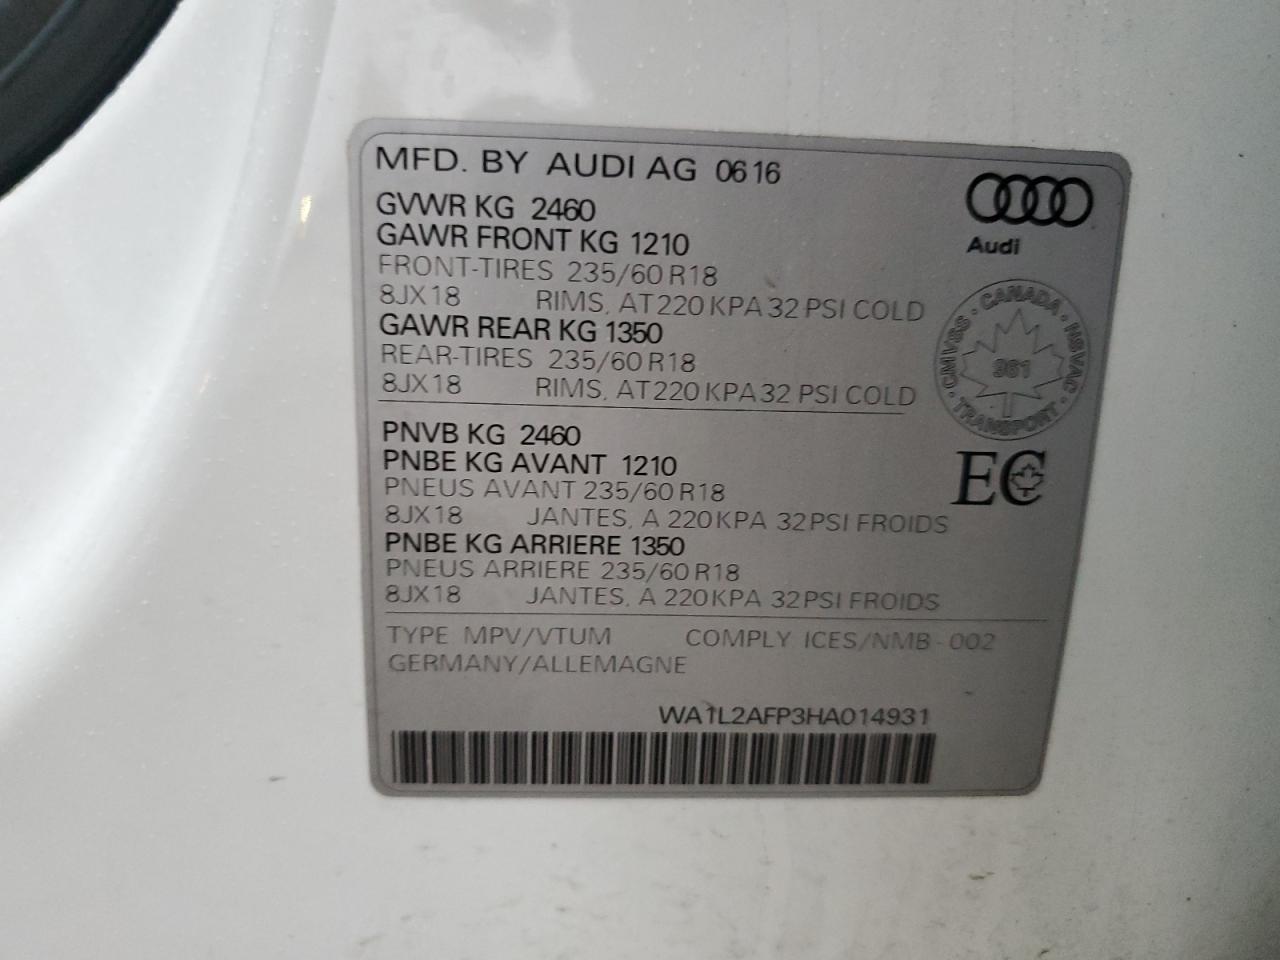 MFD. BY AUDI AG 0616
GVWR KG 2460
GAWR FRONT KG 1210
FRONT-TIRES 235/60 R18
8JX18 RIMS, AT 220 KPA 32 PSI COLD
GAWR REAR KG 1350
REAR-TIRES 235/60 R18
8JX18 RIMS, AT 220 KPA 32 PSI COLD
Audi
CMVSS · CANADA · NSVAC · TRANSPORT ·
961
PNVB KG 2460
PNBE KG AVANT 1210
PNEUS AVANT 235/60 R18
8JX18 JANTES, A 220 KPA 32 PSI FROIDS
PNBE KG ARRIERE 1350
PNEUS ARRIERE 235/60 R18
8JX18 JANTES, A 220 KPA 32 PSI FROIDS
EC
TYPE MPV/VTUM COMPLY ICES/NMB-002
GERMANY/ALLEMAGNE
WA1L2AFP3HA014931